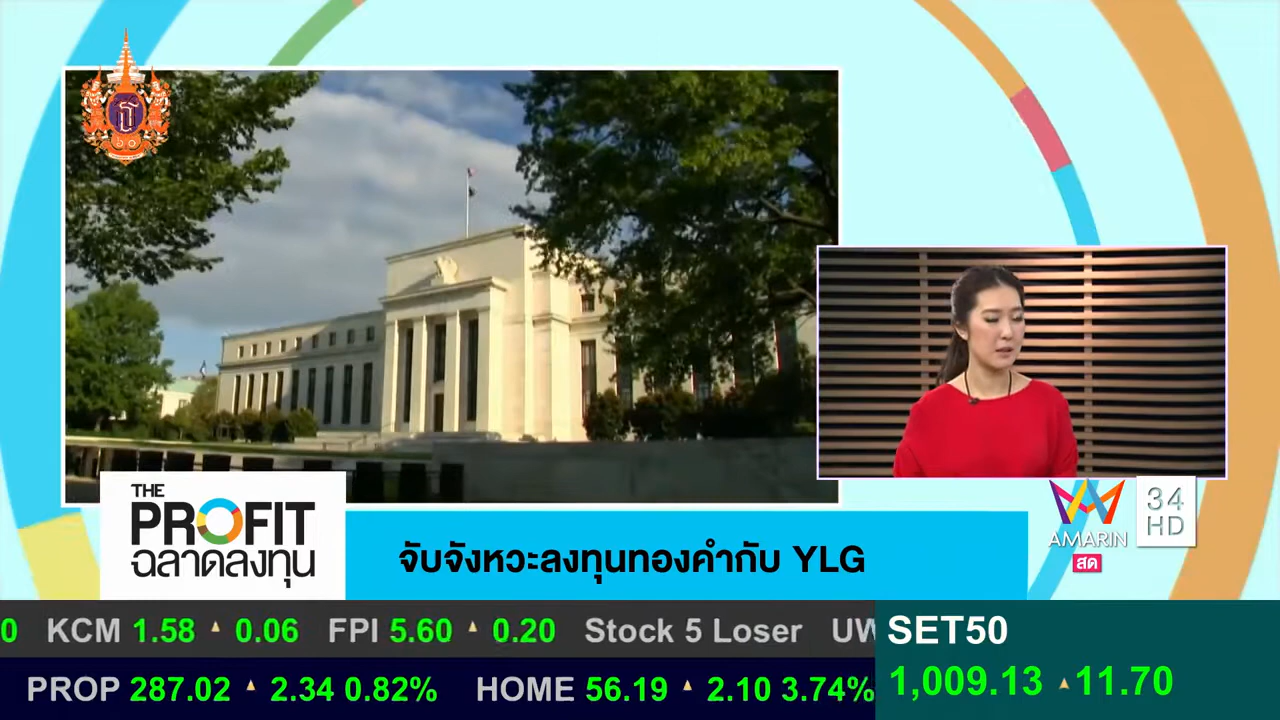 THE
PROFIT
ฉลาดลงทุน
จับจังหวะลงทุนทองคำกับ YLG
AMARIN
สด
34
HD
0 KCM 1.58 0.06 FPI 5.60 0.20 Stock 5 Loser UW
PROP 287.02 2.34 0.82% HOME 56.19 2.10 3.74%
SET50
1,009.13 11.70